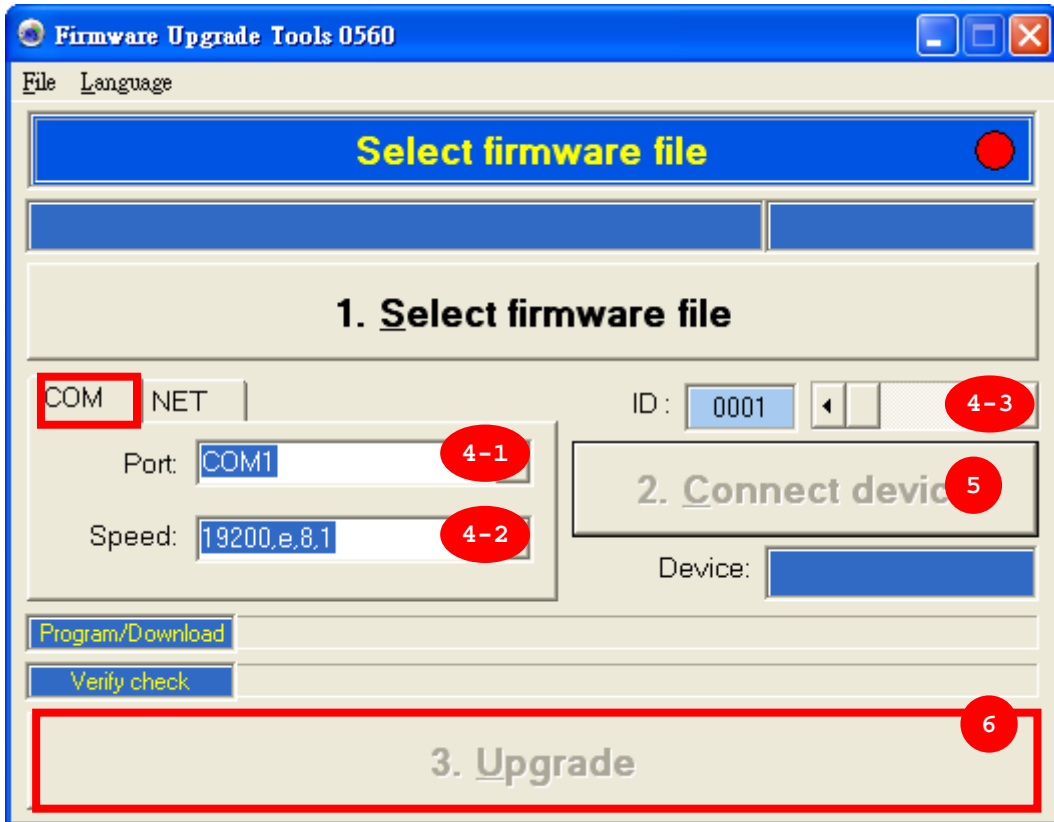 Firmware Upgrade Tools 0560
File Language
Select firmware file
1. Select firmware file
COM NET
ID : 0001 4-3
Port: COM1 4-1
2. Connect devic 5
Speed: 19200,e,8,1 4-2
Device:
Program/Download
Verify check
6
3. Upgrade